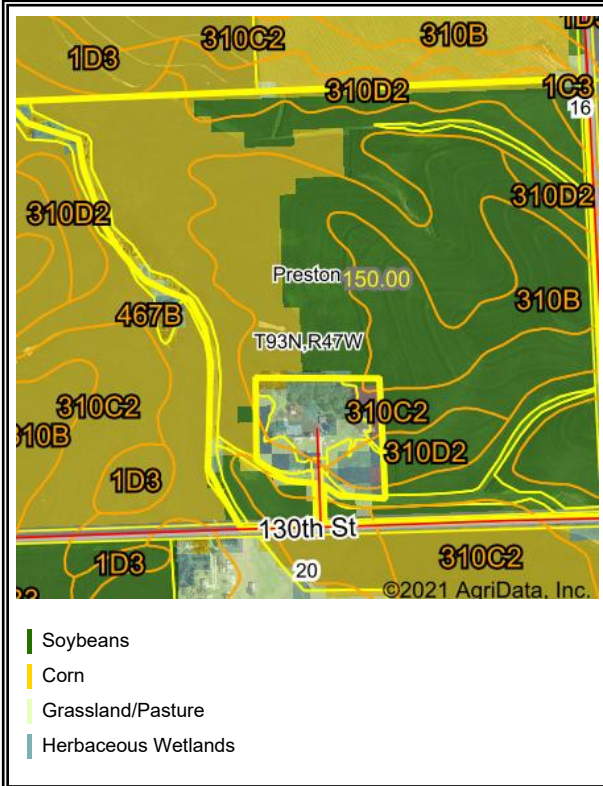 310C2
310B
1D3
310D2
1C3
16
310D2
310D2
Preston 150.00
310B
467B
T93N,R47W
310C2
310C2
310B
310D2
1D3
130th St
1D3
310C2
20
©2021 AgriData, Inc.
Soybeans
Corn
Grassland/Pasture
Herbaceous Wetlands